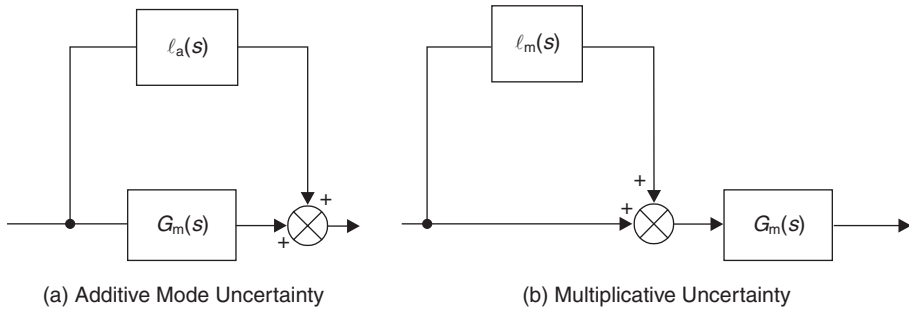 ℓa(s)
ℓm(s)
+
+
+
+
Gm(s)
Gm(s)
(a) Additive Mode Uncertainty
(b) Multiplicative Uncertainty